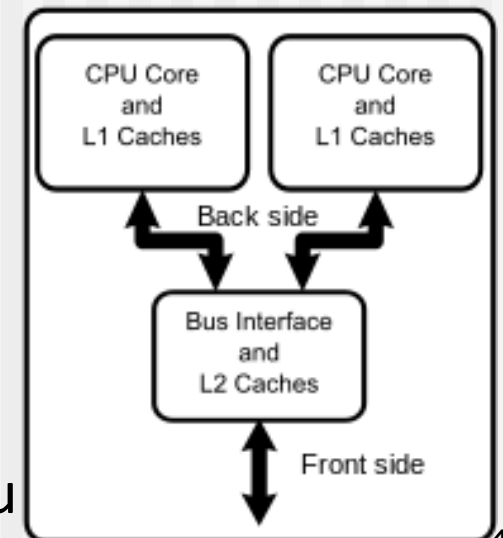 CPU Core
and
L1 Caches
CPU Core
and
L1 Caches
Back side
Bus Interface
and
L2 Caches
Front side
u